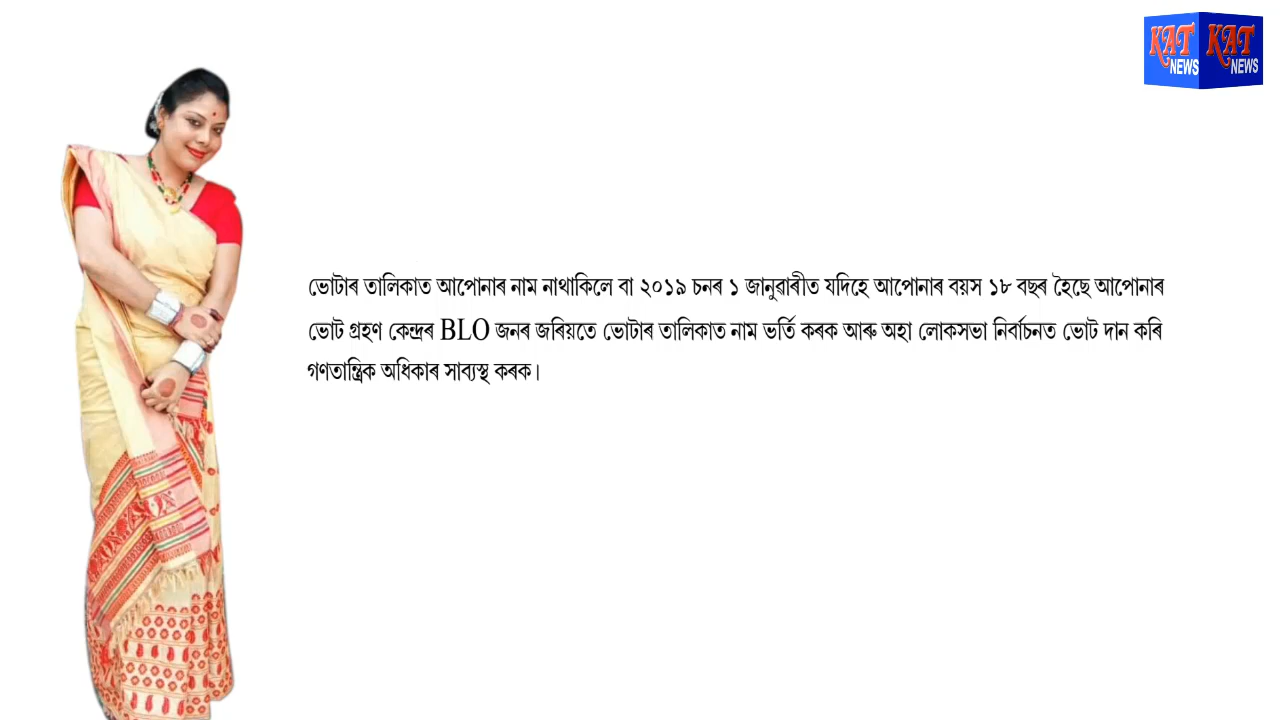 KAT KAT
NEWS NEWS
ভোটাৰ তালিকাত আপোনাৰ নাম নাথাকিলে বা ২০১৯ চনৰ ১ জানুৱাৰীত যদিহে আপোনাৰ বয়স ১৮ বছৰ হৈছে আপোনাৰ
ভোট গ্ৰহণ কেন্দ্ৰৰ BLO জনৰ জৰিয়তে ভোটাৰ তালিকাত নাম ভৰ্তি কৰক আৰু অহা লোকসভা নিৰ্বাচনত ভোট দান কৰি
গণতান্ত্ৰিক অধিকাৰ সাব্যস্থ কৰক।